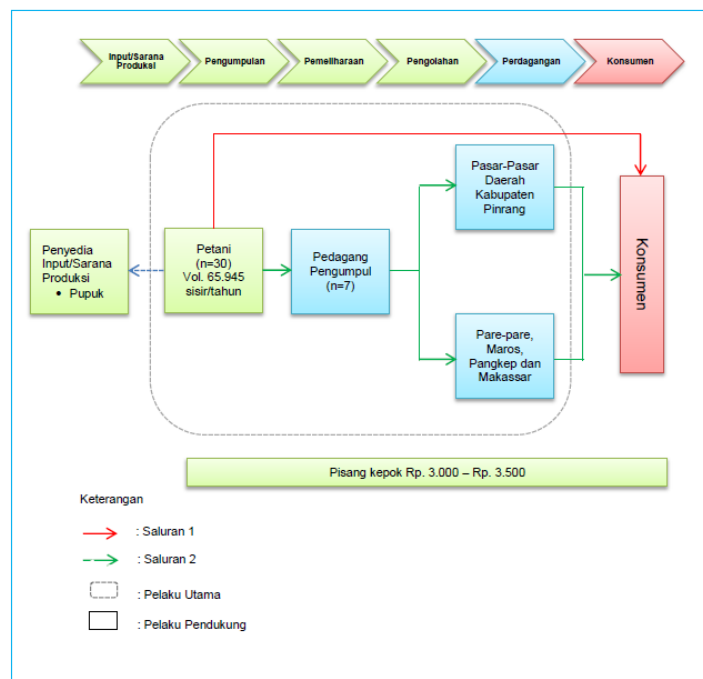 Input/Sarana
Produksi
Pengumpulan
Pemeliharaan
Pengolahan
Perdagangan
Konsumen
Penyedia
Input/Sarana
Produksi
• Pupuk
Petani
(n=30)
Vol. 65.945
sisir/tahun
Pedagang
Pengumpul
(n=7)
Pasar-Pasar
Daerah
Kabupaten
Pinrang
Pare-pare,
Maros,
Pangkep dan
Makassar
Konsumen
Pisang kepok Rp. 3.000 – Rp. 3.500
Keterangan
: Saluran 1
: Saluran 2
: Pelaku Utama
: Pelaku Pendukung